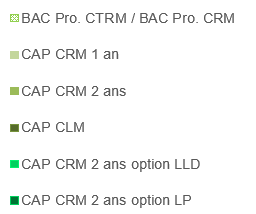 BAC Pro. CTRM / BAC Pro. CRM
CAP CRM 1 an
CAP CRM 2 ans
CAP CLM
CAP CRM 2 ans option LLD
CAP CRM 2 ans option LP